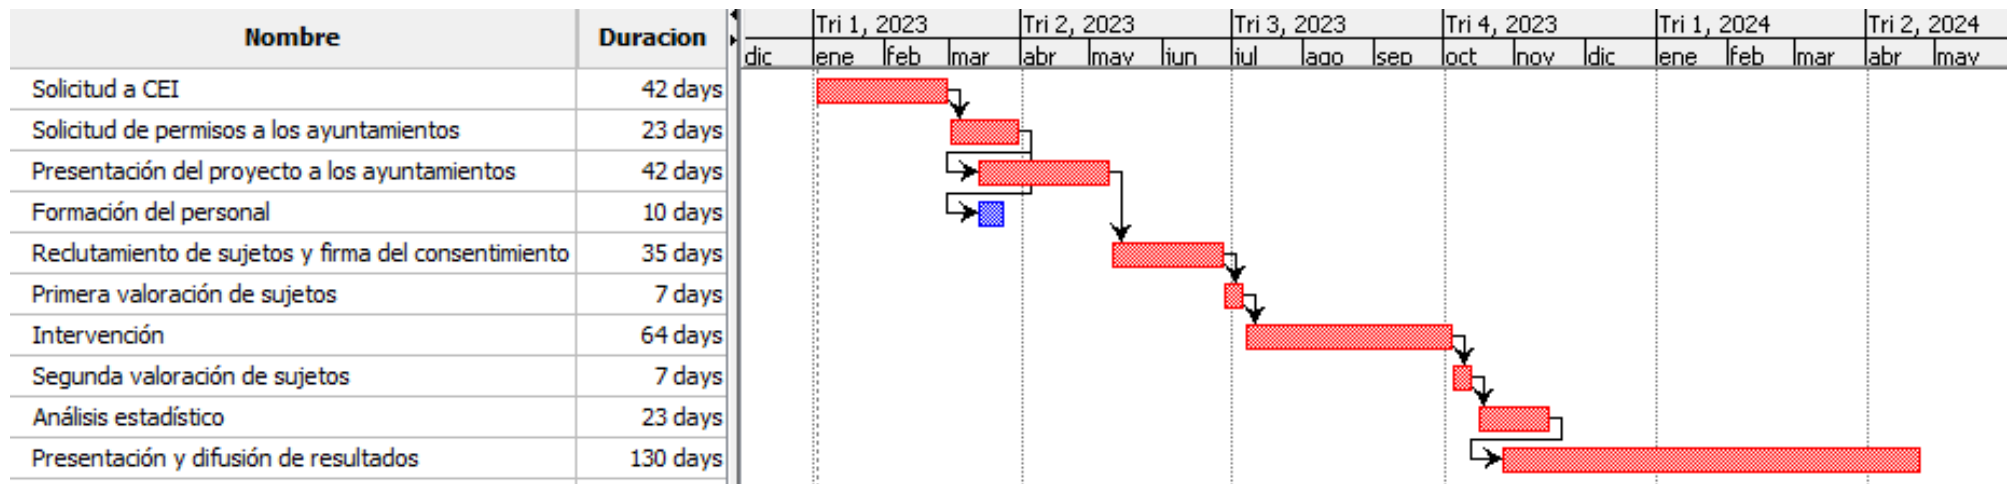 Nombre Duracion
Tri 1, 2023 Tri 2, 2023 Tri 3, 2023 Tri 4, 2023 Tri 1, 2024 Tri 2, 2024
dic ene feb mar abr may jun jul ago sep oct nov dic ene feb mar abr may
Solicitud a CEI 42 days
Solicitud de permisos a los ayuntamientos 23 days
Presentación del proyecto a los ayuntamientos 42 days
Formación del personal 10 days
Reclutamiento de sujetos y firma del consentimiento 35 days
Primera valoración de sujetos 7 days
Intervención 64 days
Segunda valoración de sujetos 7 days
Análisis estadístico 23 days
Presentación y difusión de resultados 130 days